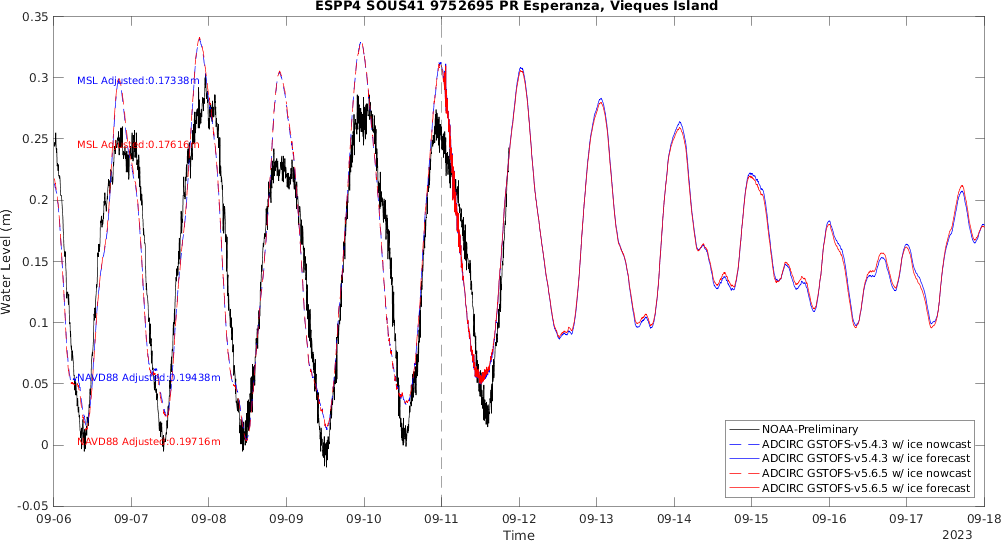 ESPP4 SOUS41 9752695 PR Esperanza, Vieques Island
0.35
0.3
0.25
0.2
0.15
0.1
0.05
0
-0.05
Water Level (m)
MSL Adjusted:0.17338m
MSL Adjusted:0.17616m
NAVD88 Adjusted:0.19438m
NAVD88 Adjusted:0.19716m
NOAA-Preliminary
ADCIRC GSTOFS-v5.4.3 w/ ice nowcast
ADCIRC GSTOFS-v5.4.3 w/ ice forecast
ADCIRC GSTOFS-v5.6.5 w/ ice nowcast
ADCIRC GSTOFS-v5.6.5 w/ ice forecast
09-06 09-07 09-08 09-09 09-10 09-11 09-12 09-13 09-14 09-15 09-16 09-17 09-18
Time
2023